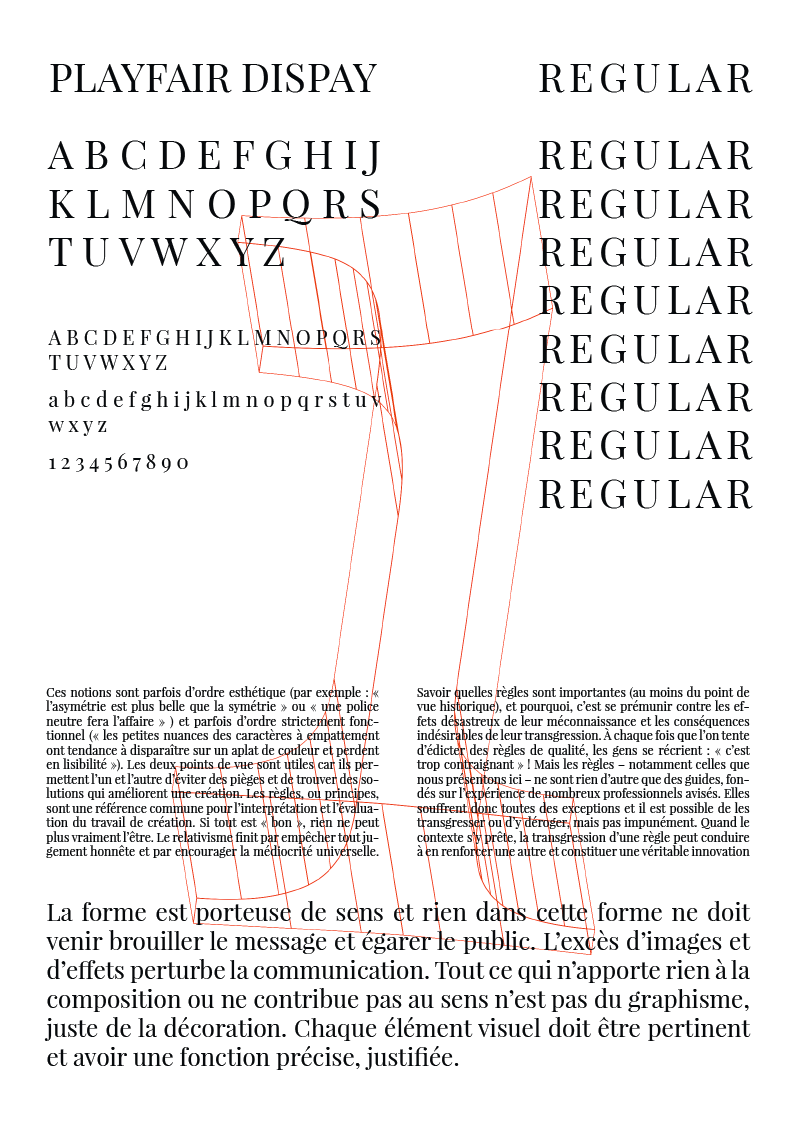 PLAYFAIR DISPAY
REGULAR
A B C D E F G H I J
K L M N O P Q R S
T U V W X Y Z
A B C D E F G H I J K L M N O P Q R S
T U V W X Y Z
a b c d e f g h i j k l m n o p q r s t u v
w x y z
1 2 3 4 5 6 7 8 9 0
REGULAR
REGULAR
REGULAR
REGULAR
REGULAR
REGULAR
REGULAR
REGULAR
Ces notions sont parfois d’ordre esthétique (par exemple : «
l’asymétrie est plus belle que la symétrie » ou « une police
neutre fera l’affaire » ) et parfois d’ordre strictement fonc-
tionnel (« les petites nuances des caractères à empattement
ont tendance à disparaître sur un aplat de couleur et perdent
en lisibilité »). Les deux points de vue sont utiles car ils per-
mettent l’un et l’autre d’éviter des pièges et de trouver des so-
lutions qui améliorent une création. Les règles, ou principes,
sont une référence commune pour l’interprétation et l’évalua-
tion du travail de création. Si tout est « bon », rien ne peut
plus vraiment l’être. Le relativisme finit par empêcher tout ju-
gement honnête et par encourager la médiocrité universelle.
Savoir quelles règles sont importantes (au moins du point de
vue historique), et pourquoi, c’est se prémunir contre les ef-
fets désastreux de leur méconnaissance et les conséquences
indésirables de leur transgression. À chaque fois que l’on tente
d’édicter des règles de qualité, les gens se récrient : « c’est
trop contraignant » ! Mais les règles – notamment celles que
nous présentons ici – ne sont rien d’autre que des guides, fon-
dés sur l’expérience de nombreux professionnels avisés. Elles
souffrent donc toutes des exceptions et il est possible de les
transgresser ou d’y déroger, mais pas impunément. Quand le
contexte s’y prête, la transgression d’une règle peut conduire
à en renforcer une autre et constituer une véritable innovation
La forme est porteuse de sens et rien dans cette forme ne doit
venir brouiller le message et égarer le public. L’excès d’images et
d’effets perturbe la communication. Tout ce qui n’apporte rien à la
composition ou ne contribue pas au sens n’est pas du graphisme,
juste de la décoration. Chaque élément visuel doit être pertinent
et avoir une fonction précise, justifiée.